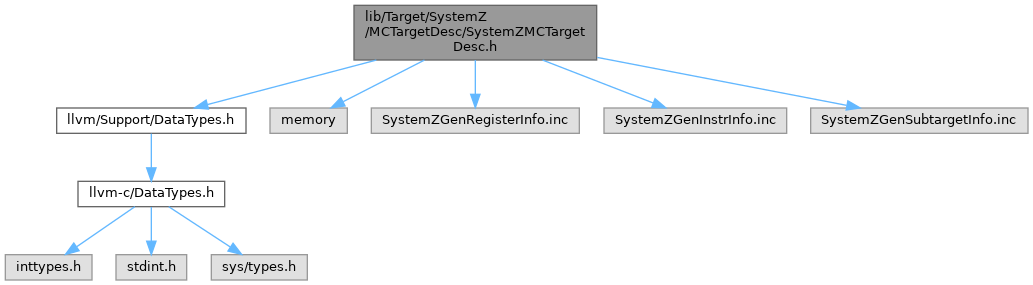 lib/Target/SystemZ
/MCTargetDesc/SystemZMCTarget
Desc.h
llvm/Support/DataTypes.h
memory
SystemZGenRegisterInfo.inc
SystemZGenInstrInfo.inc
SystemZGenSubtargetInfo.inc
llvm-c/DataTypes.h
inttypes.h
stdint.h
sys/types.h